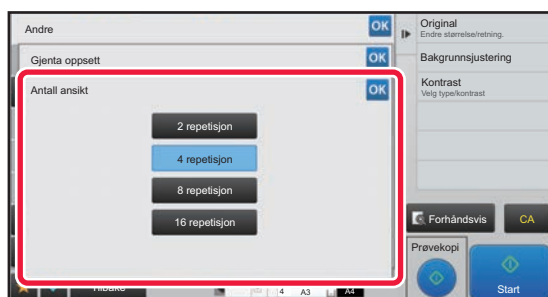 Andre
OK
Gjenta oppsett
OK
Antall ansikt
OK
2 repetisjon
4 repetisjon
8 repetisjon
16 repetisjon
Original
Endre størrelse/retning.
Bakgrunnsjustering
Kontrast
Velg type/kontrast
Forhåndsvis
CA
Prøvekopi
Start
Tilbake
4
A3
A4